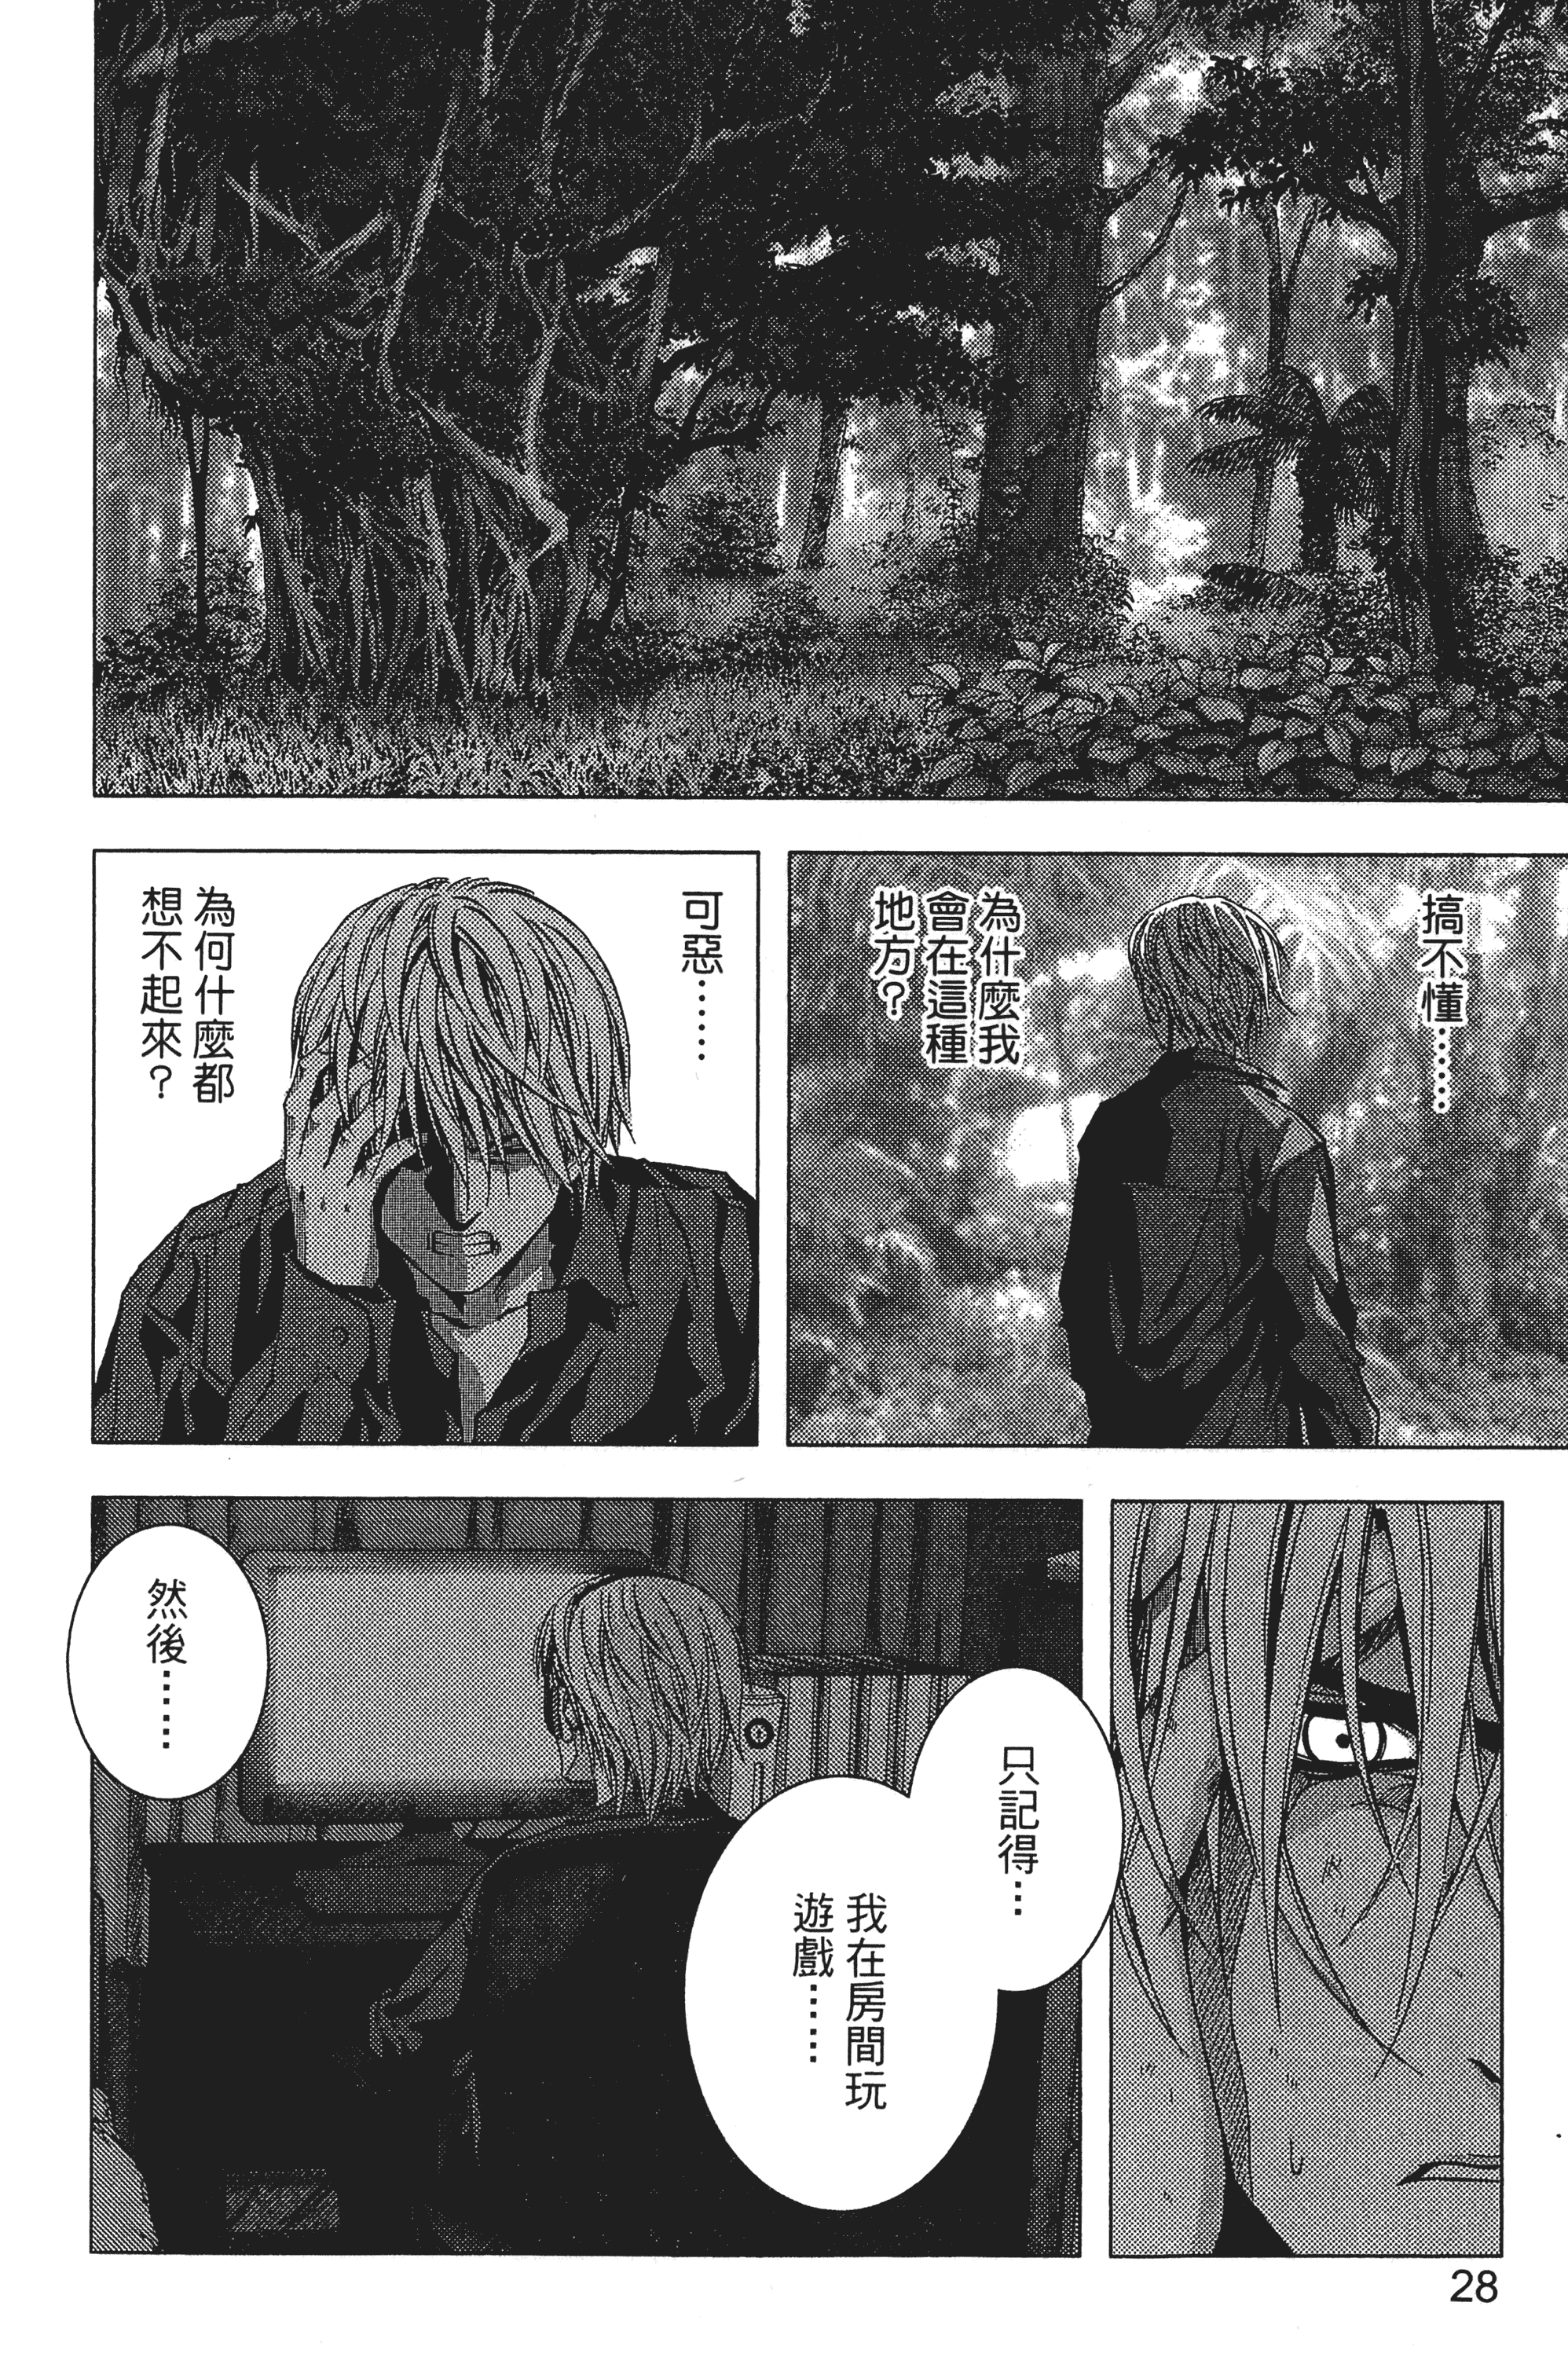 搞不懂……
為什麼我
會在這種
地方？
可惡……
為何什麼都
想不起來？
只記得…
我在房間玩
遊戲……
然後……
28